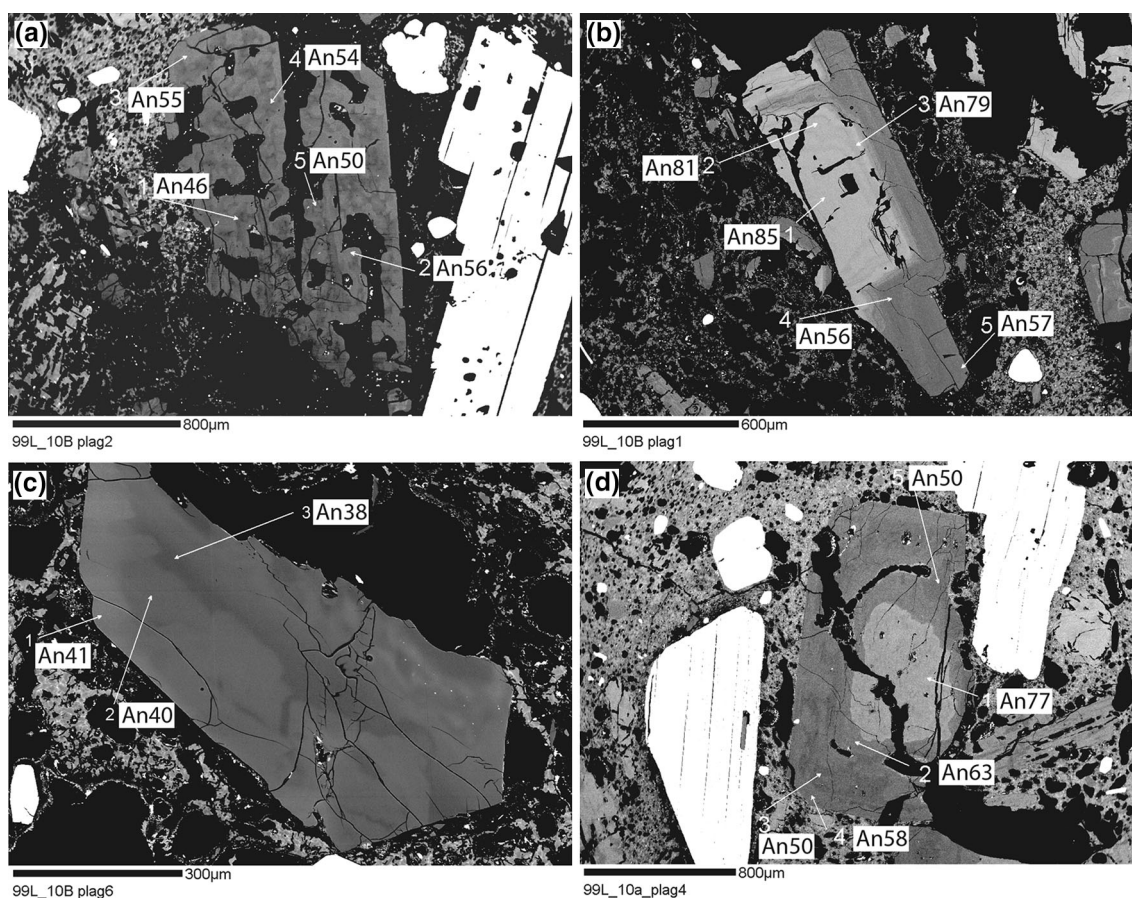 (a)
4 An54
3 An55
5 An50
1 An46
2 An56
800µm
99L_10B plag2
(b)
3 An79
An81 2
An85 1
4 An56
5 An57
600µm
99L_10B plag1
(c)
3 An38
1 An41
2 An40
300µm
99L_10B plag6
(d)
5 An50
1 An77
2 An63
3 An50
4 An58
800µm
99L_10a_plag4